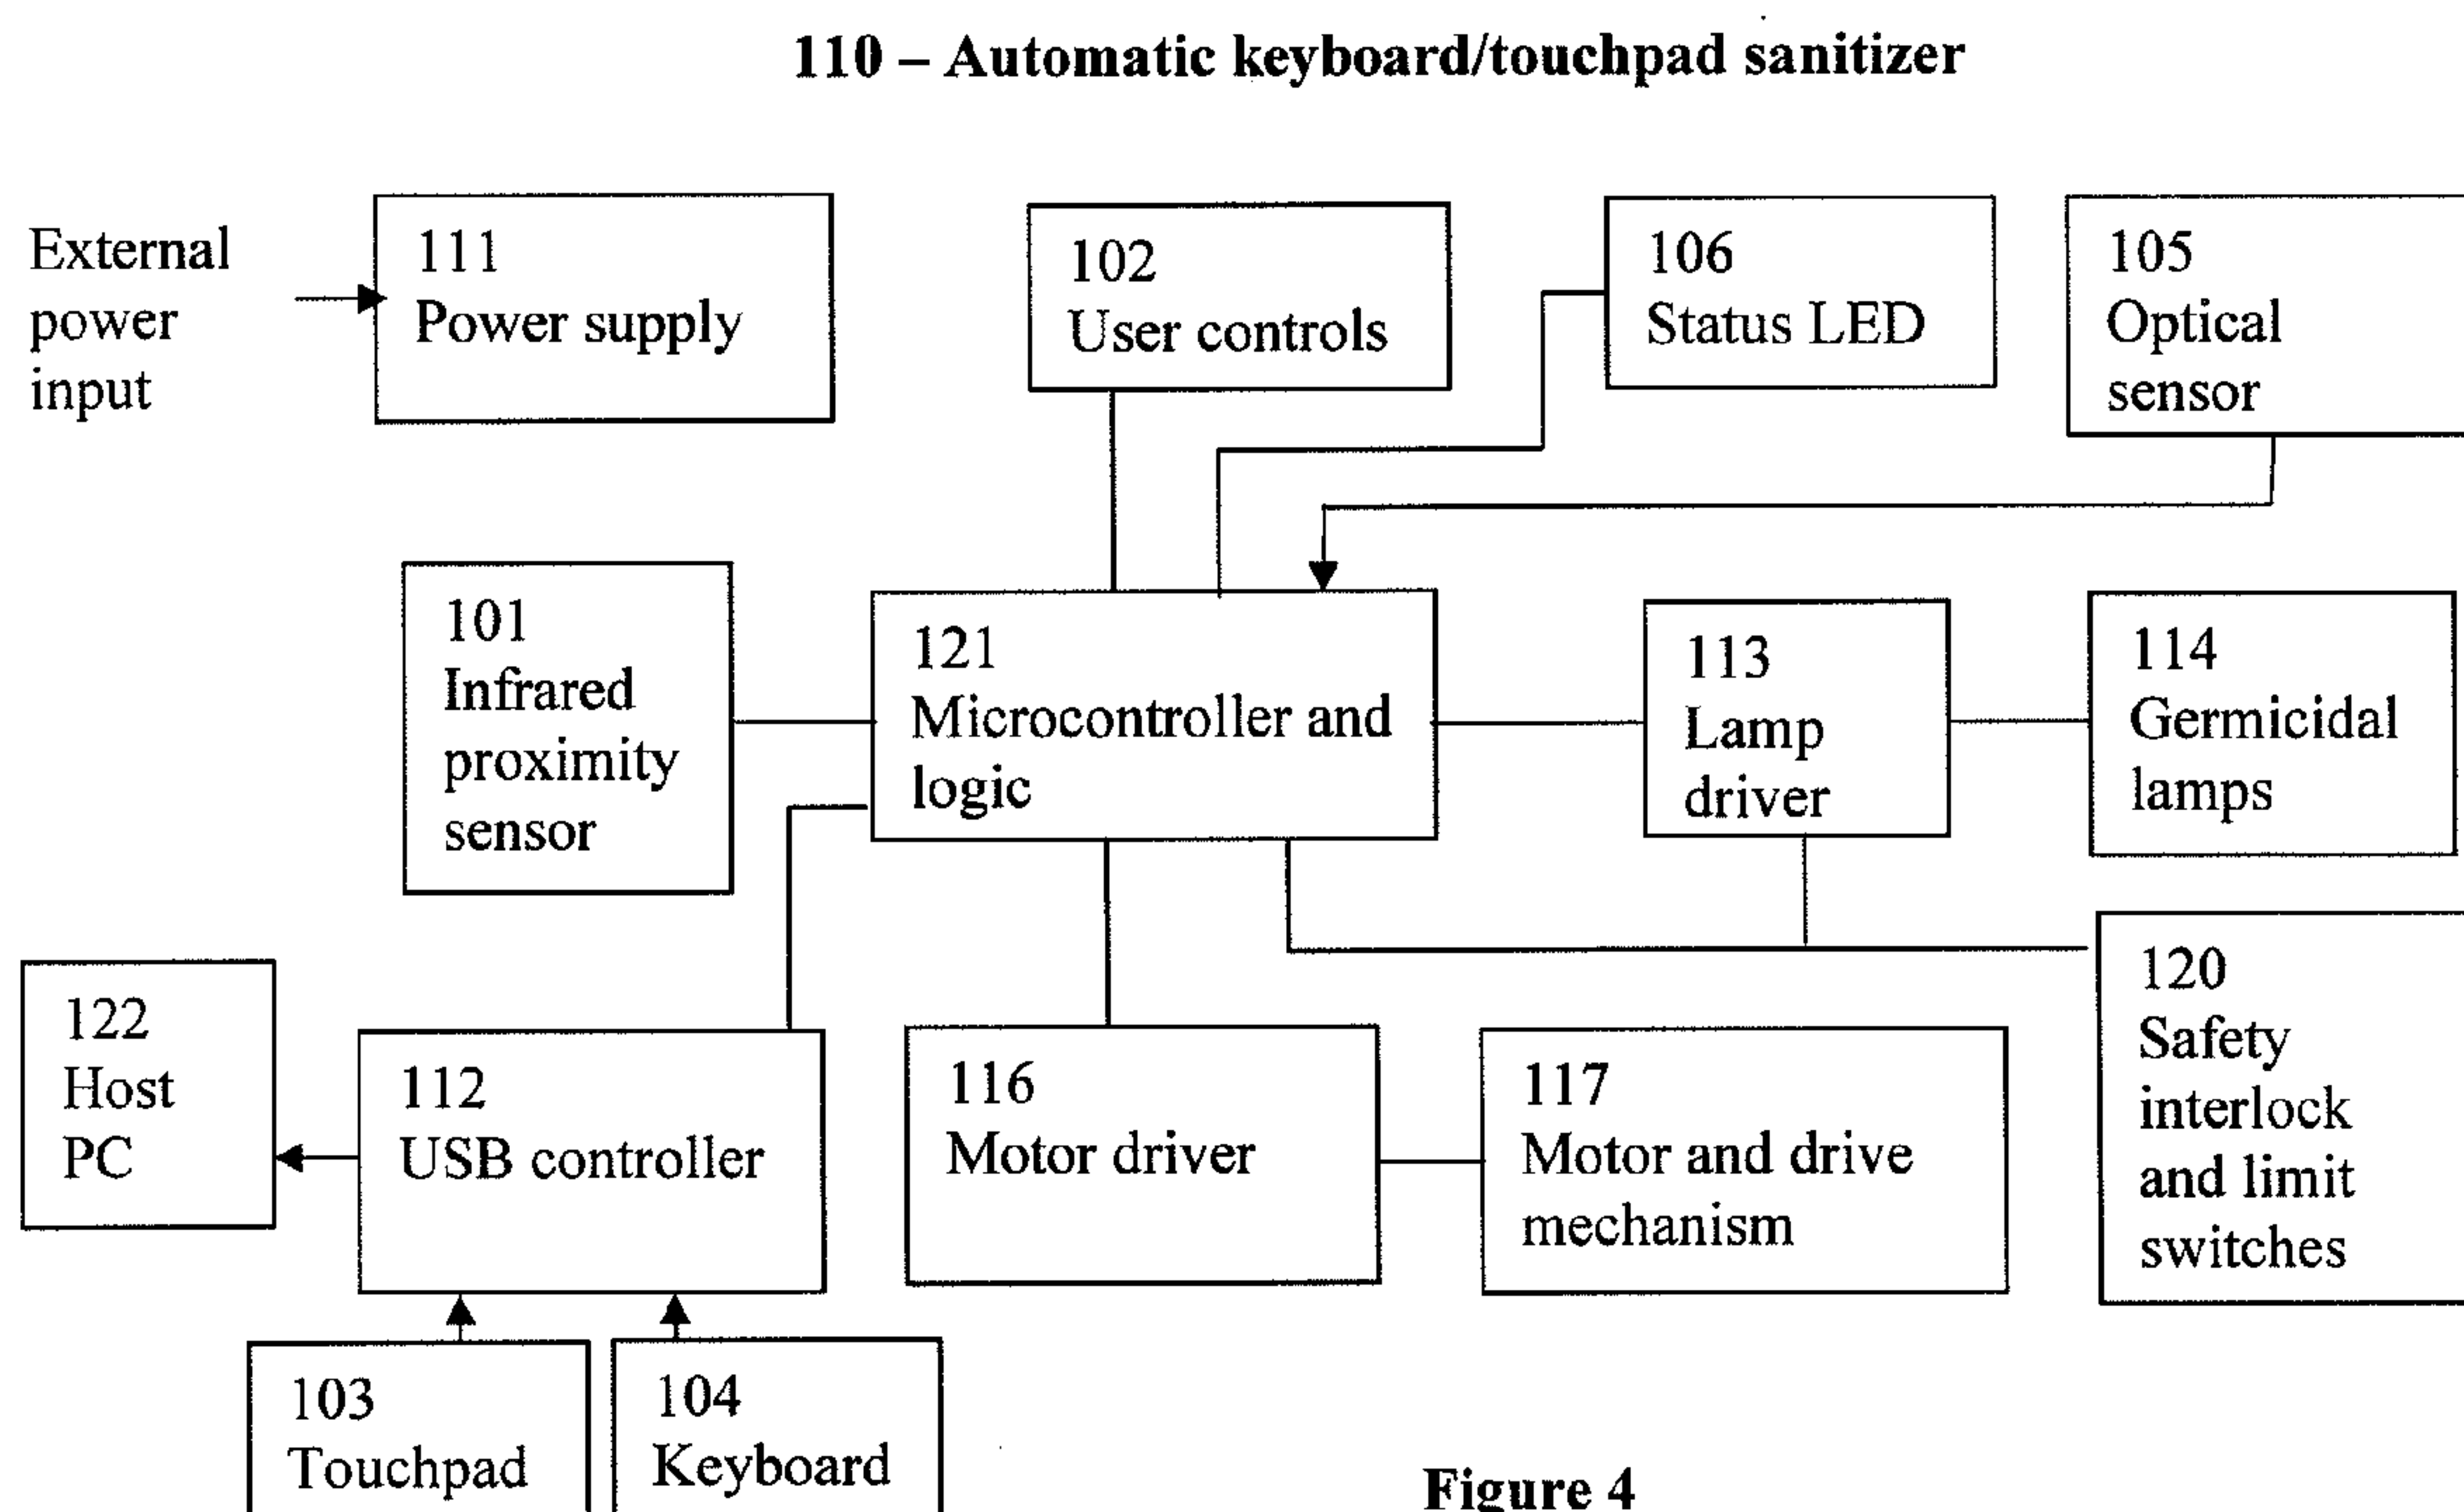 110 – Automatic keyboard/touchpad sanitizer
External
power
input
111
Power supply
102
User controls
106
Status LED
105
Optical
sensor
101
Infrared
proximity
sensor
121
Microcontroller and
logic
113
Lamp
driver
114
Germicidal
lamps
122
Host
PC
112
USB controller
116
Motor driver
117
Motor and drive
mechanism
120
Safety
interlock
and limit
switches
103
Touchpad
104
Keyboard
Figure 4